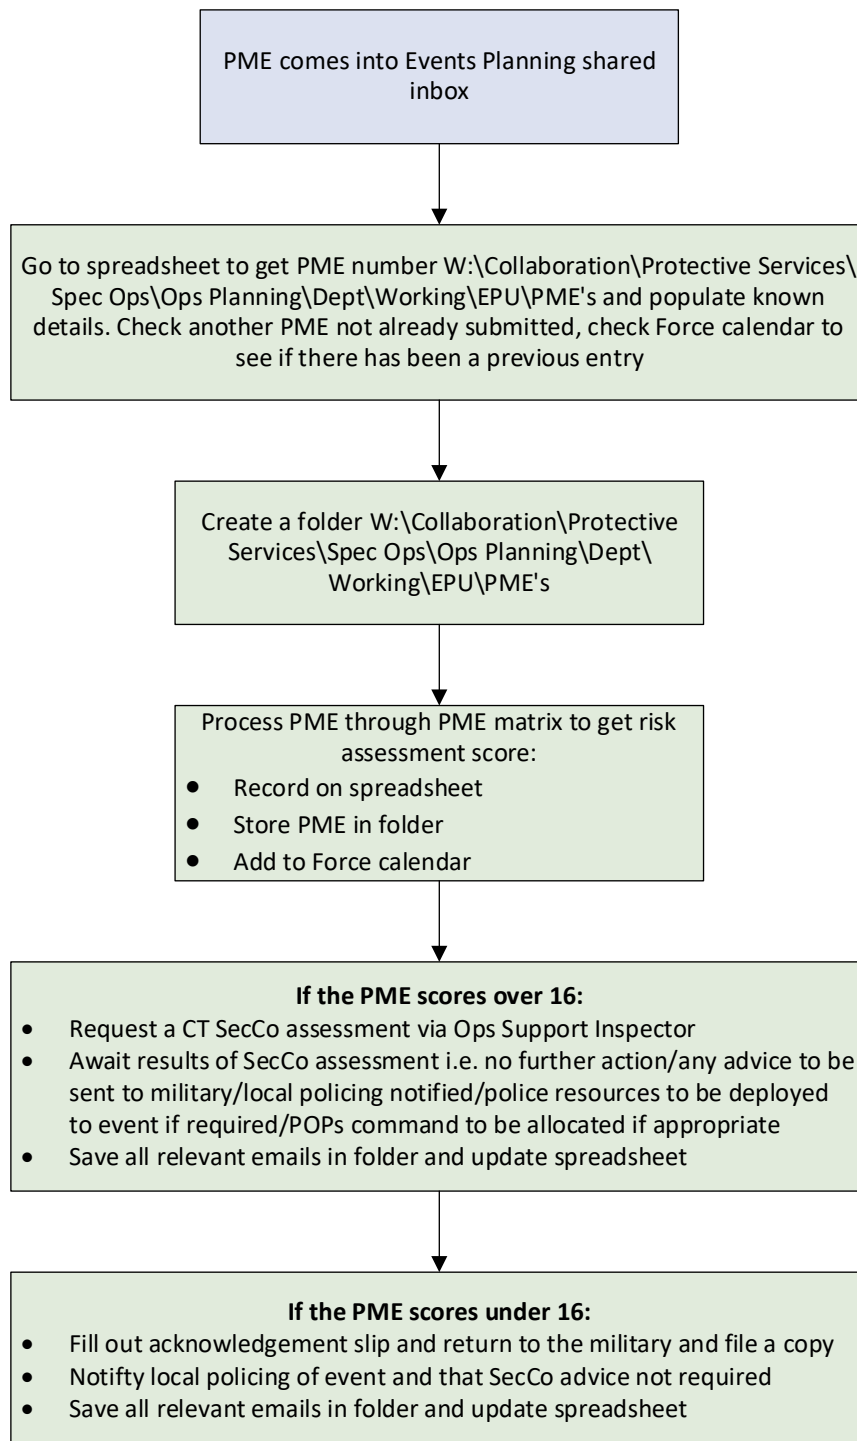 PME comes into Events Planning shared
inbox
Go to spreadsheet to get PME number W:\Collaboration\Protective Services\
Spec Ops\Ops Planning\Dept\Working\EPU\PME's and populate known
details. Check another PME not already submitted, check Force calendar to
see if there has been a previous entry
Create a folder W:\Collaboration\Protective
Services\Spec Ops\Ops Planning\Dept\
Working\EPU\PME's
Process PME through PME matrix to get risk
assessment score:
• Record on spreadsheet
• Store PME in folder
• Add to Force calendar
If the PME scores over 16:
• Request a CT SecCo assessment via Ops Support Inspector
• Await results of SecCo assessment i.e. no further action/any advice to be
sent to military/local policing notified/police resources to be deployed
to event if required/POPs command to be allocated if appropriate
• Save all relevant emails in folder and update spreadsheet
If the PME scores under 16:
• Fill out acknowledgement slip and return to the military and file a copy
• Notifty local policing of event and that SecCo advice not required
• Save all relevant emails in folder and update spreadsheet